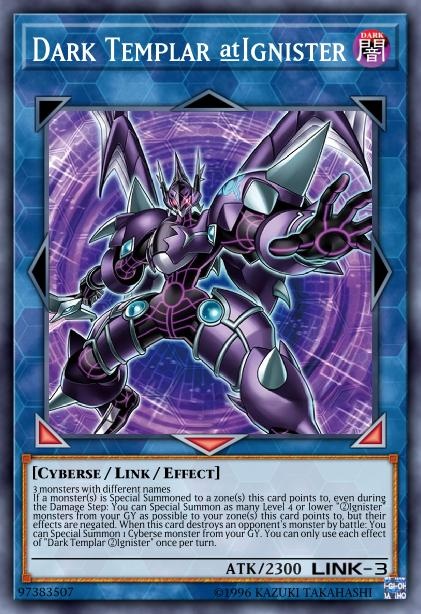 DARK TEMPLAR @IGNISTER
DARK
闇
[CYBERSE / LINK / EFFECT]
3 monsters with different names
If a monster(s) is Special Summoned to a zone(s) this card points to, even during
the Damage Step: You can Special Summon as many Level 4 or lower "@Ignister"
monsters from your GY as possible to your zone(s) this card points to, but their
effects are negated. When this card destroys an opponent's monster by battle: You
can Special Summon 1 Cyberse monster from your GY. You can only use each effect
of "Dark Templar @Ignister" once per turn.
ATK/2300 LINK-3
97383507
©1996 KAZUKI TAKAHASHI